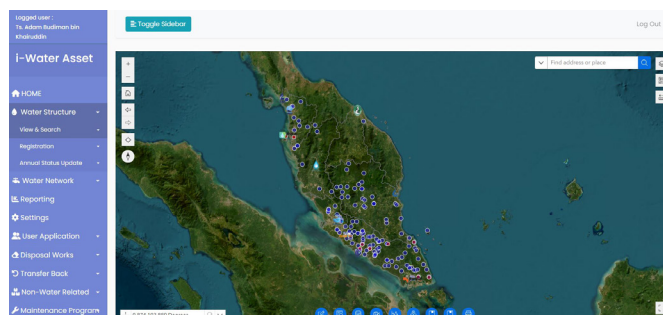 Logged user :
Ts. Adam Budiman bin
Khairuddin
Toggle Sidebar
Log Out
i-Water Asset
Find address or place
HOME
Water Structure
View & Search
Registration
Annual Status Update
Water Network
Reporting
Settings
User Application
Disposal Works
Transfer Back
Non-Water Related
Maintenance Program